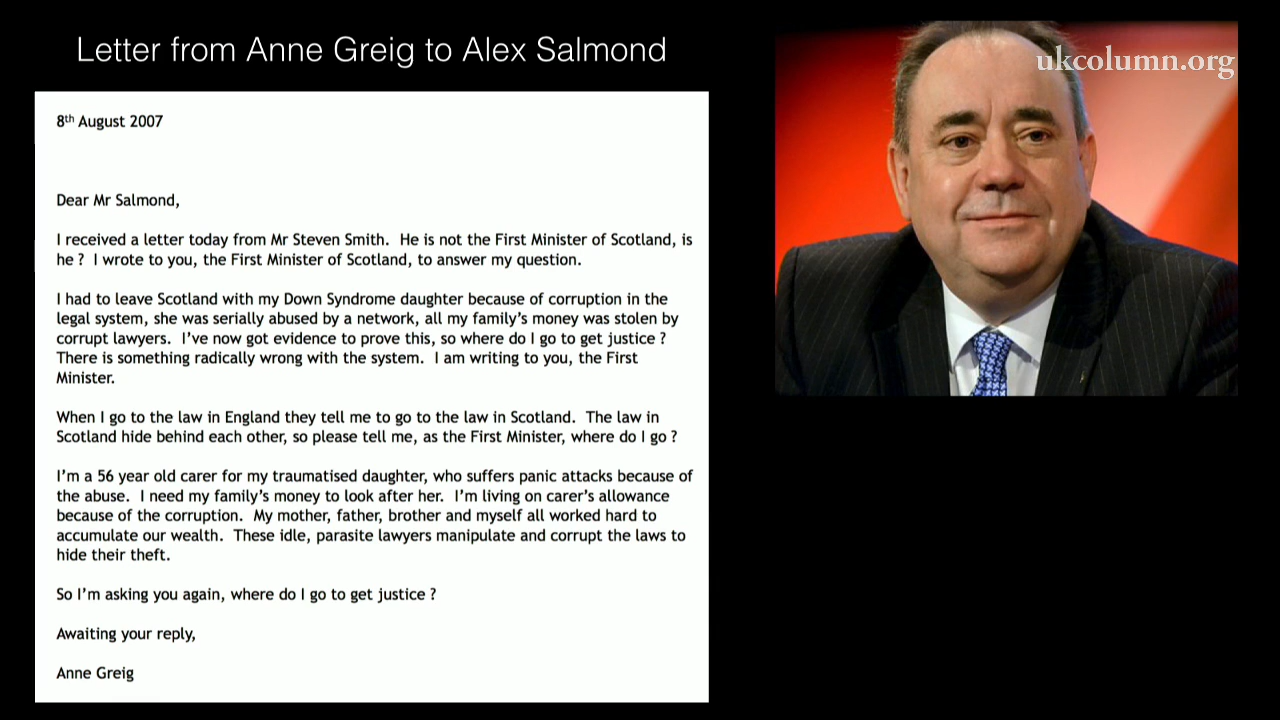 Letter from Anne Greig to Alex Salmond
ukcolumn.org
8th August 2007
Dear Mr Salmond,
I received a letter today from Mr Steven Smith. He is not the First Minister of Scotland, is
he ? I wrote to you, the First Minister of Scotland, to answer my question.
I had to leave Scotland with my Down Syndrome daughter because of corruption in the
legal system, she was serially abused by a network, all my family's money was stolen by
corrupt lawyers. I've now got evidence to prove this, so where do I go to get justice ?
There is something radically wrong with the system. I am writing to you, the First
Minister.
When I go to the law in England they tell me to go to the law in Scotland. The law in
Scotland hide behind each other, so please tell me, as the First Minister, where do I go ?
I'm a 56 year old carer for my traumatised daughter, who suffers panic attacks because of
the abuse. I need my family's money to look after her. I'm living on carer's allowance
because of the corruption. My mother, father, brother and myself all worked hard to
accumulate our wealth. These idle, parasite lawyers manipulate and corrupt the laws to
hide their theft.
So I'm asking you again, where do I go to get justice ?
Awaiting your reply,
Anne Greig